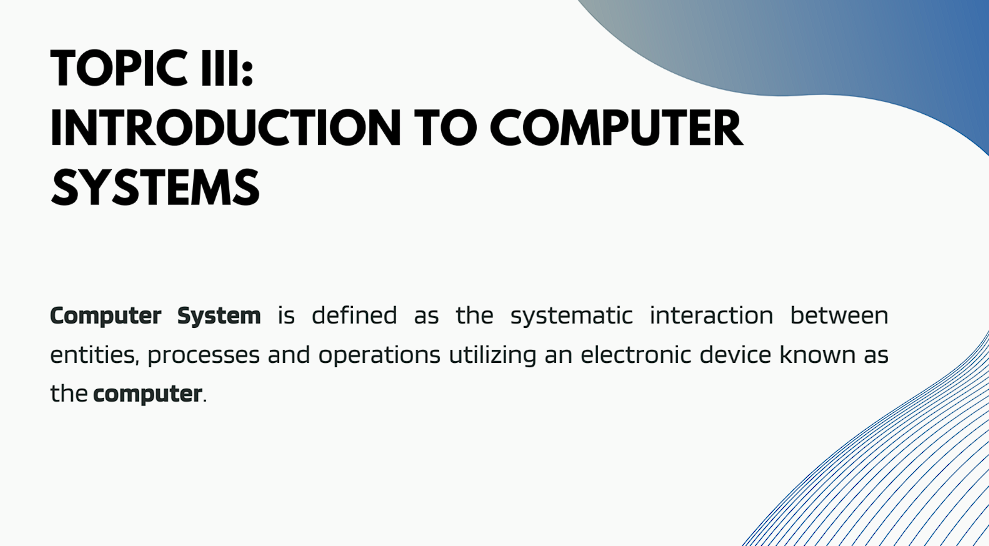 TOPIC III:
INTRODUCTION TO COMPUTER
SYSTEMS
Computer System is defined as the systematic interaction between
entities, processes and operations utilizing an electronic device known as
the computer.